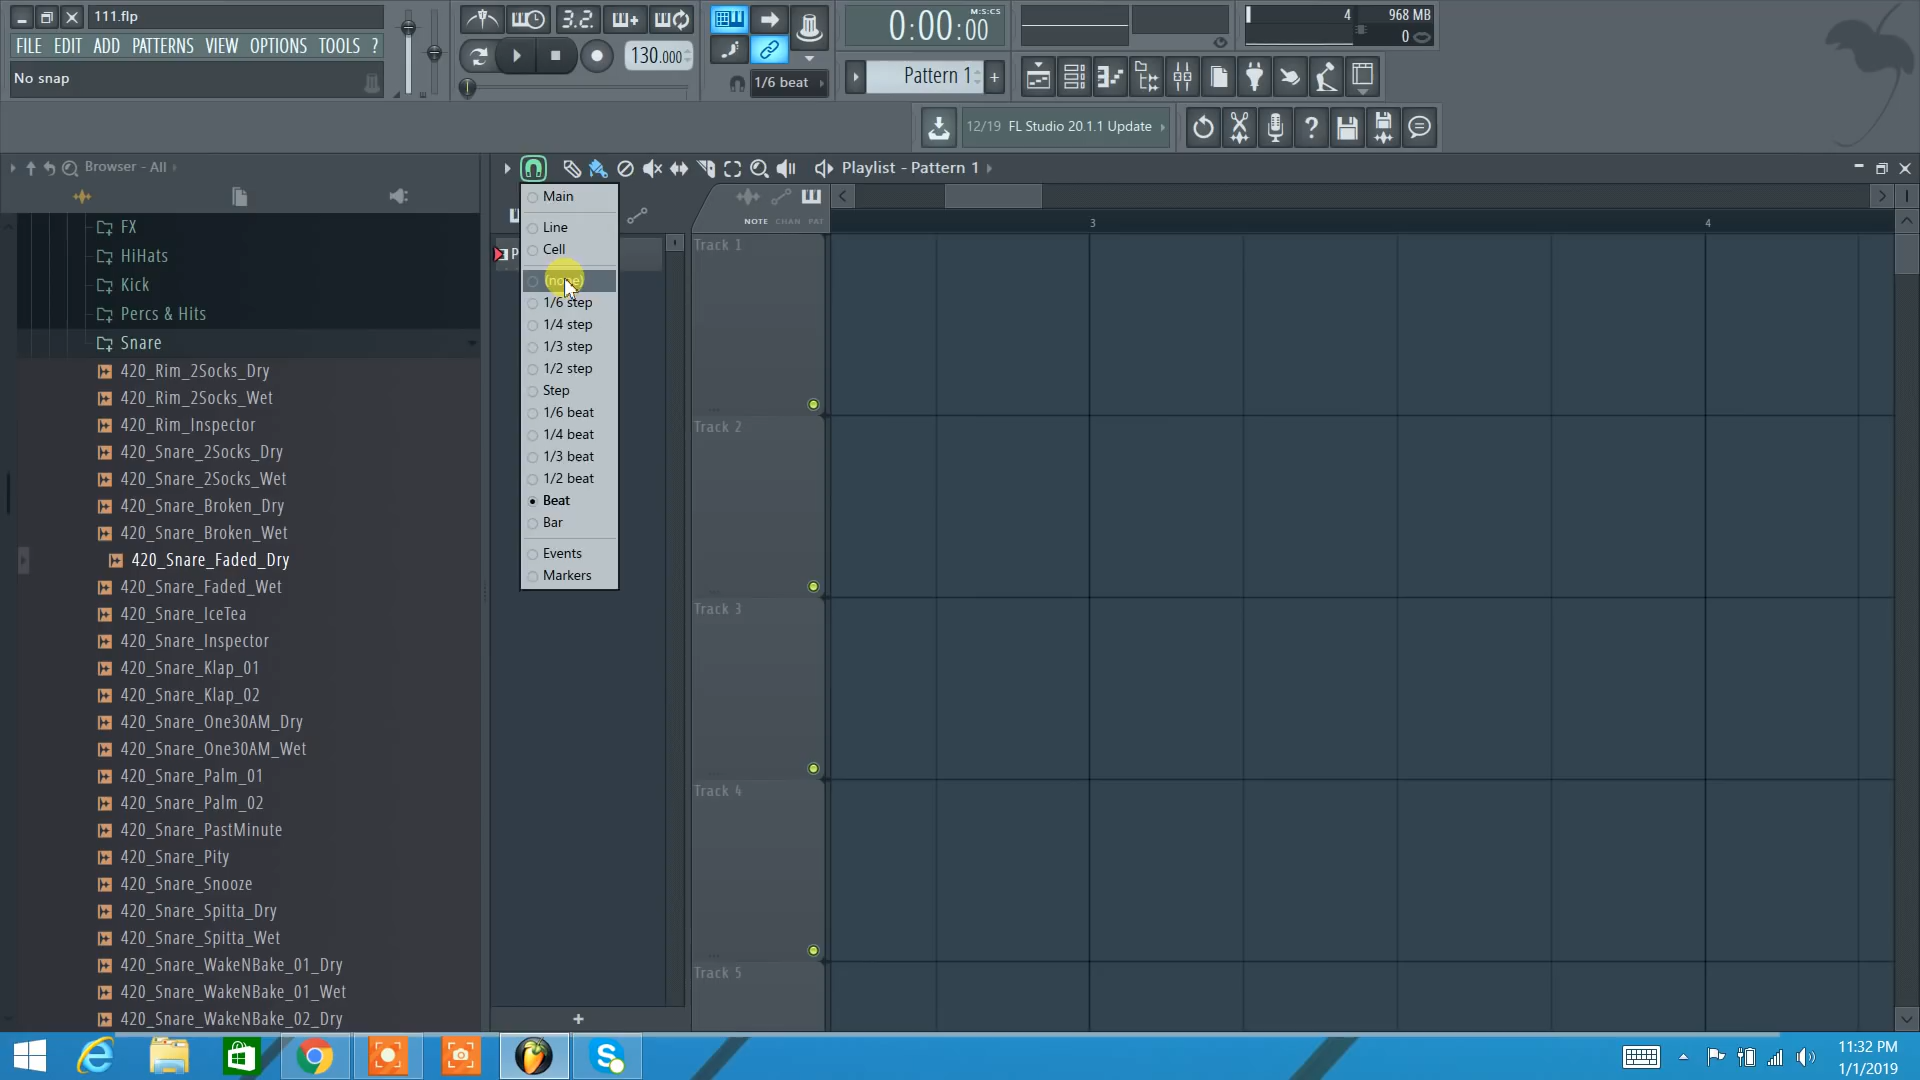 111.flp
FILE EDIT ADD PATTERNS VIEW OPTIONS TOOLS ?
No snap
3.2.
130.000
1/6 beat
0:00:00
M:S:CS
Pattern 1
+
4
968 MB
0
12/19 FL Studio 20.1.1 Update
?
Browser - All
Playlist - Pattern 1
NOTE CHAN PAT
3
4
FX
HiHats
Kick
Percs & Hits
Snare
420_Rim_2Socks_Dry
420_Rim_2Socks_Wet
420_Rim_Inspector
420_Snare_2Socks_Dry
420_Snare_2Socks_Wet
420_Snare_Broken_Dry
420_Snare_Broken_Wet
420_Snare_Faded_Dry
420_Snare_Faded_Wet
420_Snare_IceTea
420_Snare_Inspector
420_Snare_Klap_01
420_Snare_Klap_02
420_Snare_One30AM_Dry
420_Snare_One30AM_Wet
420_Snare_Palm_01
420_Snare_Palm_02
420_Snare_PastMinute
420_Snare_Pity
420_Snare_Snooze
420_Snare_Spitta_Dry
420_Snare_Spitta_Wet
420_Snare_WakeNBake_01_Dry
420_Snare_WakeNBake_01_Wet
420_Snare_WakeNBake_02_Dry
Main
Line
Cell
(none)
1/6 step
1/4 step
1/3 step
1/2 step
Step
1/6 beat
1/4 beat
1/3 beat
1/2 beat
Beat
Bar
Events
Markers
P
+
Track 1
Track 2
Track 3
Track 4
Track 5
11:32 PM
1/1/2019